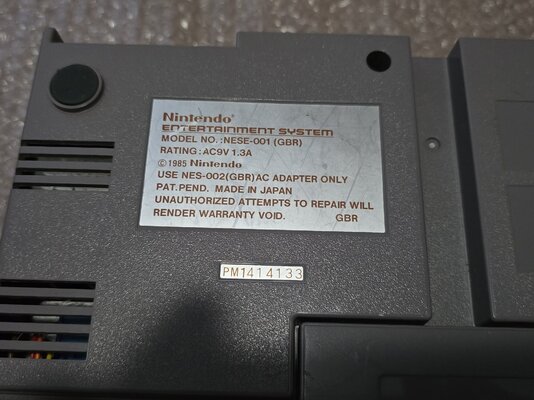 Nintendo®
ENTERTAINMENT SYSTEM
MODEL NO.:NESE-001 (GBR)
RATING:AC9V 1.3A
©1985 Nintendo
USE NES-002(GBR)AC ADAPTER ONLY
PAT.PEND. MADE IN JAPAN
UNAUTHORIZED ATTEMPTS TO REPAIR WILL
RENDER WARRANTY VOID. GBR
PM1414133